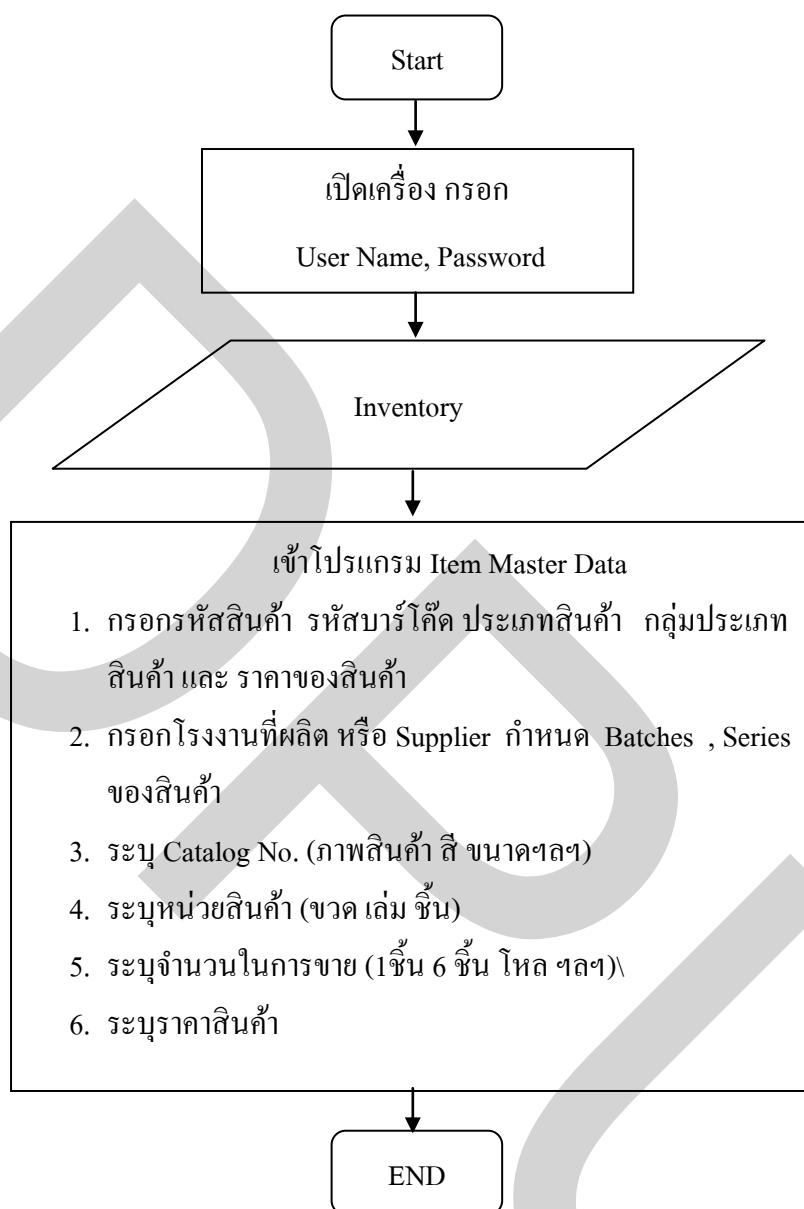 Start
เปิดเครื่อง กรอก
User Name, Password
Inventory
เข้าโปรแกรม Item Master Data
1. กรอกรหัสสินค้า รหัสบาร์โค๊ด ประเภทสินค้า กลุ่มประเภท
สินค้า และ ราคาของสินค้า
2. กรอกโรงงานที่ผลิต หรือ Supplier กำหนด Batches , Series
ของสินค้า
3. ระบุ Catalog No. (ภาพสินค้า สี ขนาดฯลฯ)
4. ระบุหน่วยสินค้า (ขวด เล่ม ชิ้น)
5. ระบุจำนวนในการขาย (1ชิ้น 6 ชิ้น โหล ฯลฯ)\
6. ระบุราคาสินค้า
END